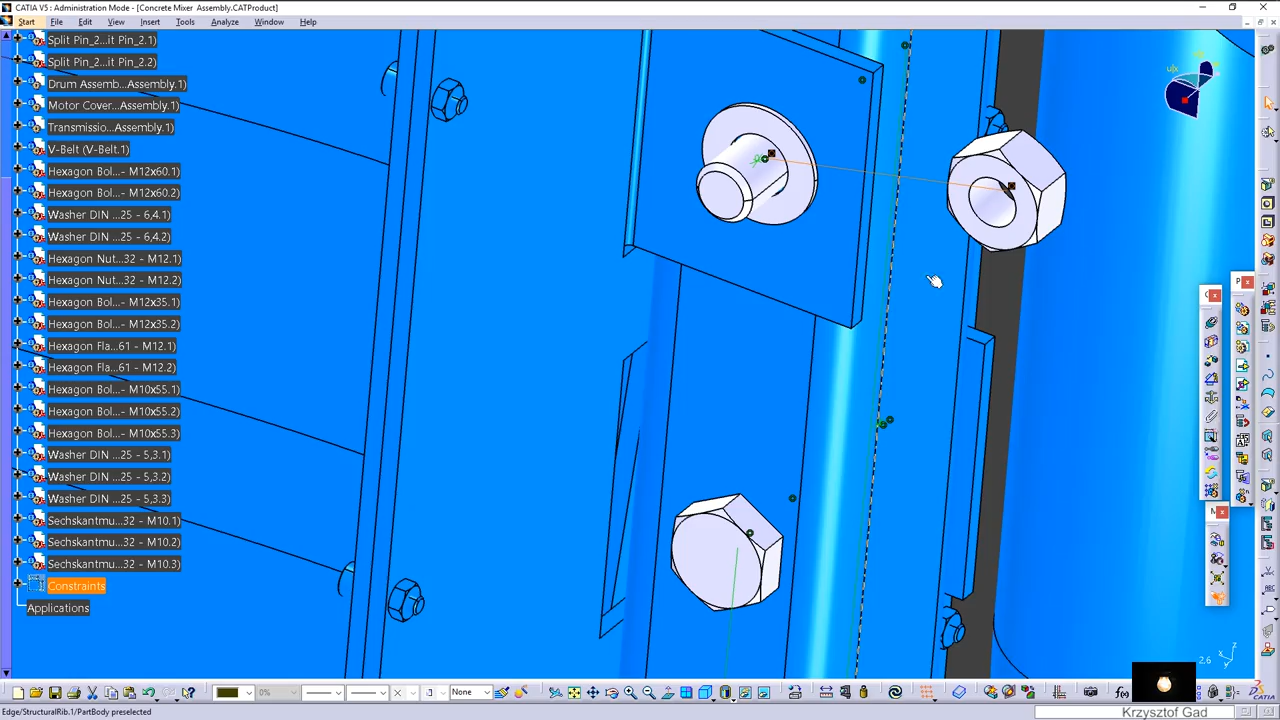 CATIA V5 : Administration Mode - [Concrete Mixer Assembly.CATProduct]
Start File Edit View Insert Tools Analyze Window Help
Split Pin_2...it Pin_2.1)
Split Pin_2...it Pin_2.2)
Drum Assemb...Assembly.1)
Motor Cover...Assembly.1)
Transmissio...Assembly.1)
V-Belt (V-Belt.1)
Hexagon Bol...- M12x60.1)
Hexagon Bol...- M12x60.2)
Washer DIN ...25 - 6,4.1)
Washer DIN ...25 - 6,4.2)
Hexagon Nut...32 - M12.1)
Hexagon Nut...32 - M12.2)
Hexagon Bol...- M12x35.1)
Hexagon Bol...- M12x35.2)
Hexagon Fla...61 - M12.1)
Hexagon Fla...61 - M12.2)
Hexagon Bol...- M10x55.1)
Hexagon Bol...- M10x55.2)
Hexagon Bol...- M10x55.3)
Washer DIN ...25 - 5,3.1)
Washer DIN ...25 - 5,3.2)
Washer DIN ...25 - 5,3.3)
Sechskantmu...32 - M10.1)
Sechskantmu...32 - M10.2)
Sechskantmu...32 - M10.3)
Constraints
Applications
2.6
0%
None
Edge/StructuralRib.1/PartBody preselected
Krzysztof Gad